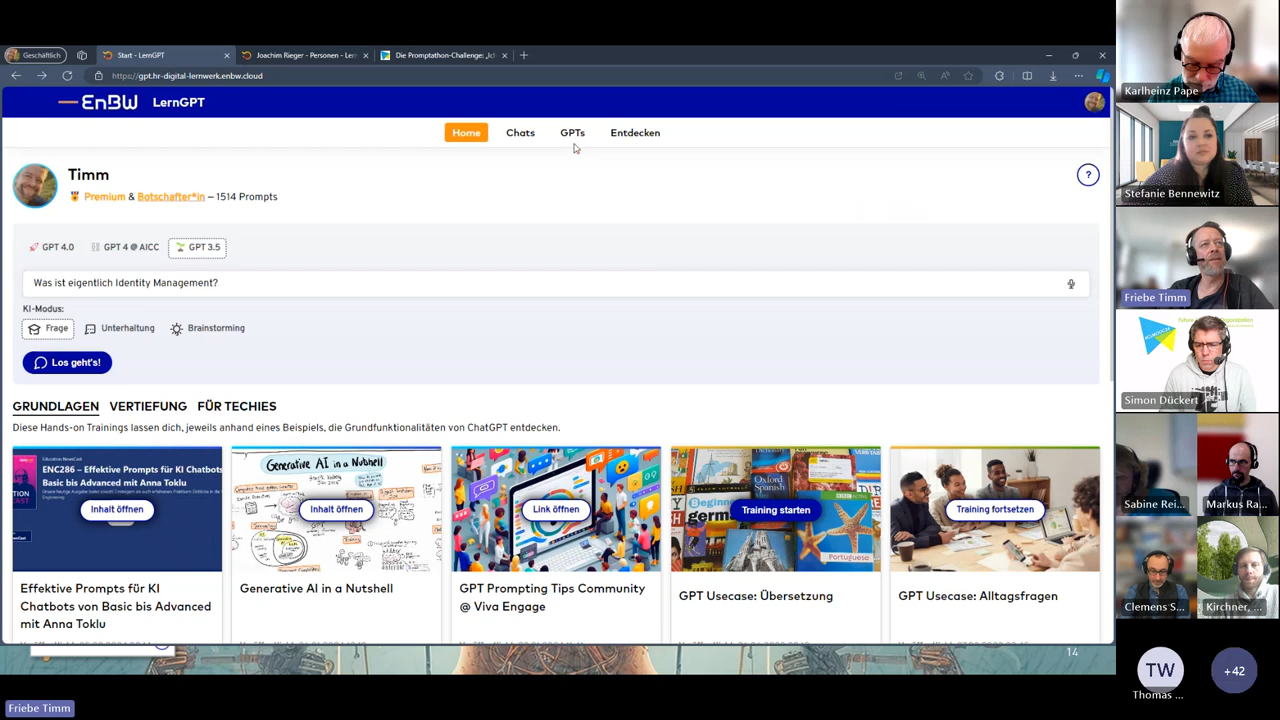 Geschäftlich
Start - LernGPT
Joachim Rieger - Personen - Ler
Die Promptathon-Challenge: „Ic
https://gpt.hr-digital-lernwerk.enbw.cloud
EnBW LernGPT
Home Chats GPTs Entdecken
Timm
Premium & Botschafter*in – 1514 Prompts
?
GPT 4.0 GPT 4 @ AICC GPT 3.5
Was ist eigentlich Identity Management?
KI-Modus:
Frage Unterhaltung Brainstorming
Los geht's!
GRUNDLAGEN VERTIEFUNG FÜR TECHIES
Diese Hands-on Trainings lassen dich, jeweils anhand eines Beispiels, die Grundfunktionalitäten von ChatGPT entdecken.
Education NewsCast
ENC286 – Effektive Prompts für KI Chatbots
Basic bis Advanced mit Anna Toklu
Inhalt öffnen
Effektive Prompts für KI
Chatbots von Basic bis Advanced
mit Anna Toklu
Generative AI in a Nutshell
Inhalt öffnen
Generative AI in a Nutshell
Link öffnen
GPT Prompting Tips Community
@ Viva Engage
Oxford
Spanish
german
Portuguese
Training starten
GPT Usecase: Übersetzung
Training fortsetzen
GPT Usecase: Alltagsfragen
14
Friebe Timm
Karlheinz Pape
Stefanie Bennewitz
Friebe Timm
Simon Dückert
Sabine Rei...
Markus Ra...
Clemens S...
Kirchner, ...
TW
Thomas ...
+42